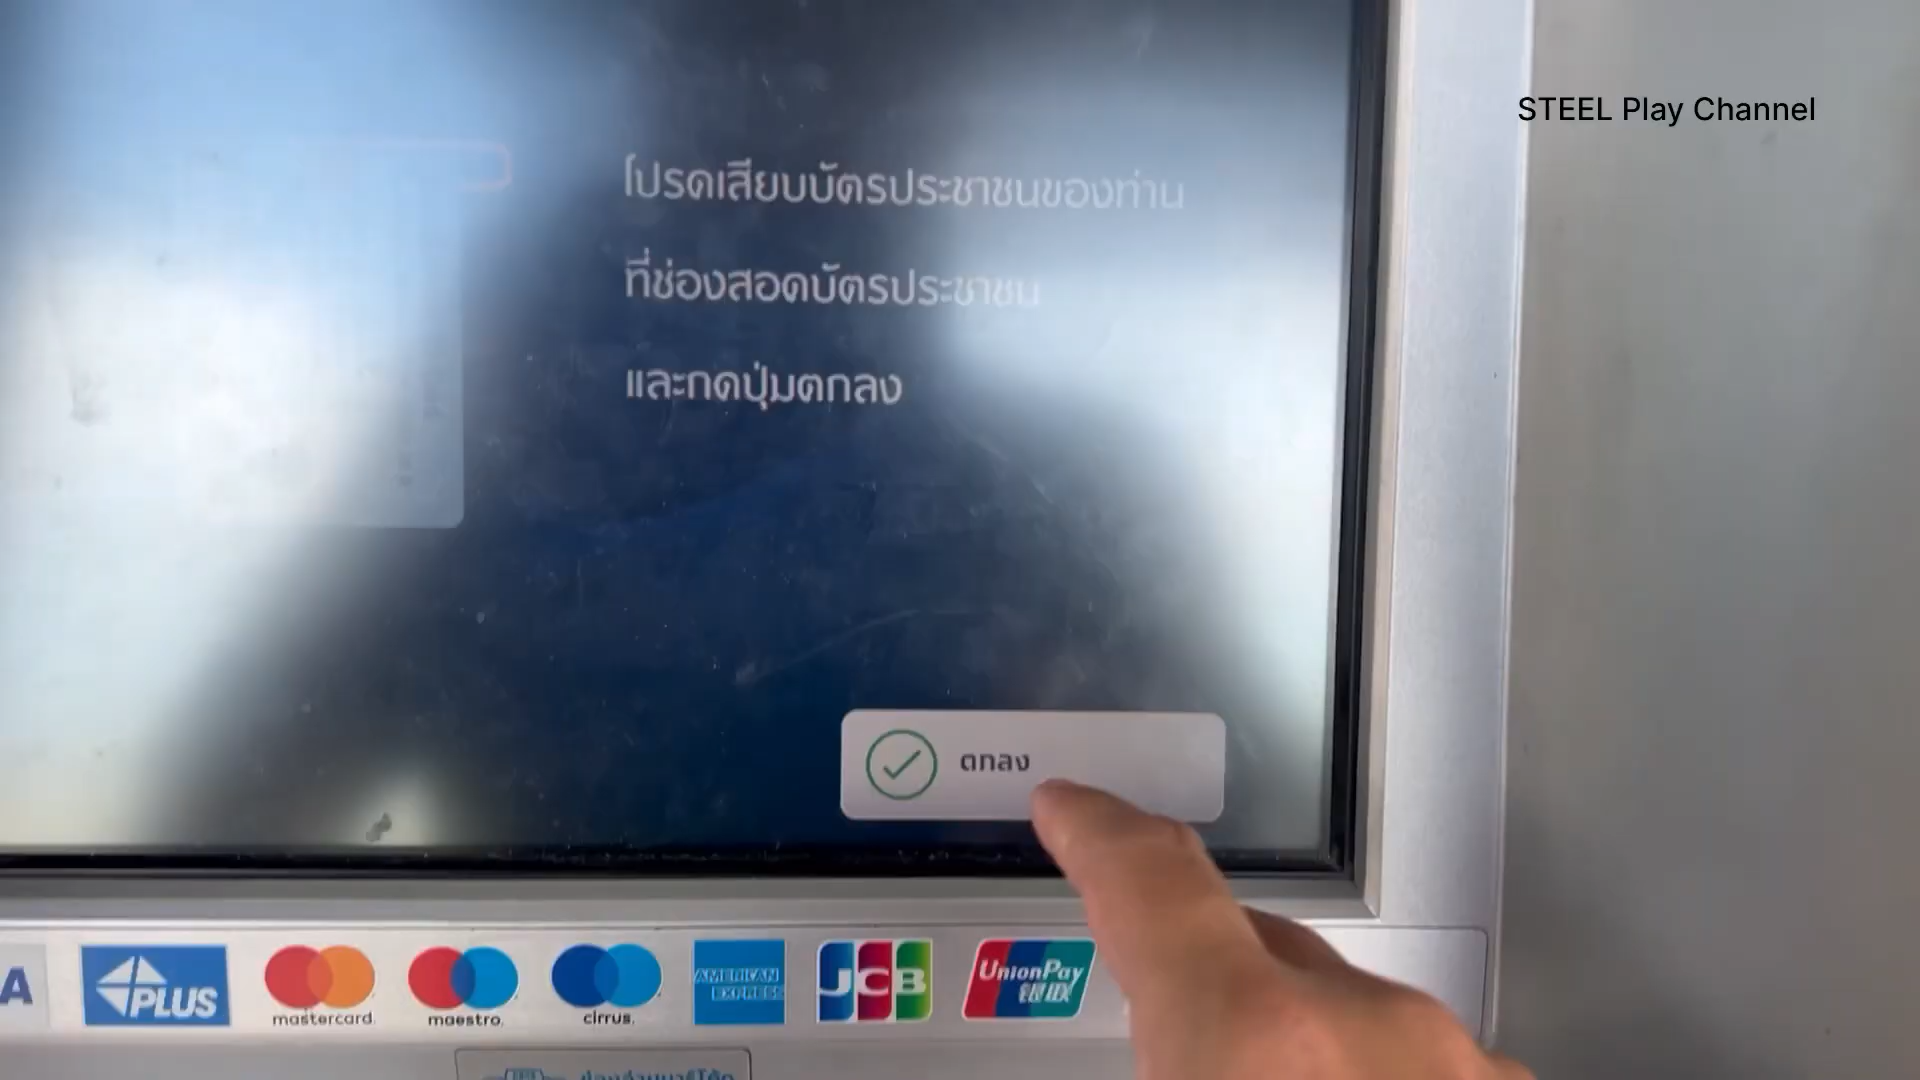 STEEL Play Channel
โปรดเสียบบัตรประชาชนของท่าน
ที่ช่องสอดบัตรประชาชน
และกดปุ่มตกลง
ตกลง
A
PLUS
mastercard.
maestro.
cirrus.
AMERICAN
EXPRESS
JCB
UnionPay
银联